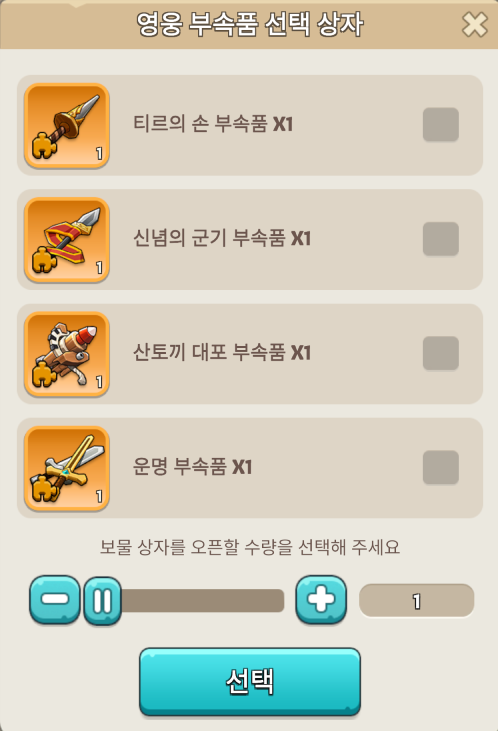 영웅 부속품 선택 상자
티르의 손 부속품 X1
1
신념의 군기 부속품 X1
1
산토끼 대포 부속품 X1
1
운명 부속품 X1
1
보물 상자를 오픈할 수량을 선택해 주세요
1
선택